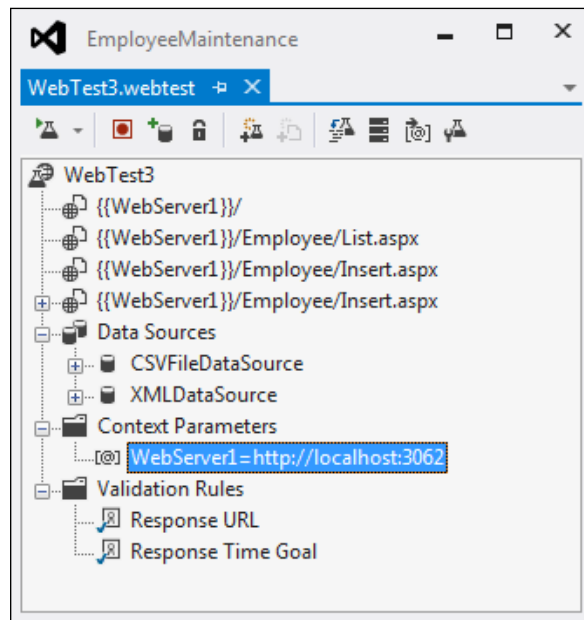 EmployeeMaintenance
WebTest3.webtest
WebTest3
{{WebServer1}}/
{{WebServer1}}/Employee/List.aspx
{{WebServer1}}/Employee/Insert.aspx
{{WebServer1}}/Employee/Insert.aspx
Data Sources
CSVFileDataSource
XMLDataSource
Context Parameters
[@] WebServer1=http://localhost:3062
Validation Rules
Response URL
Response Time Goal